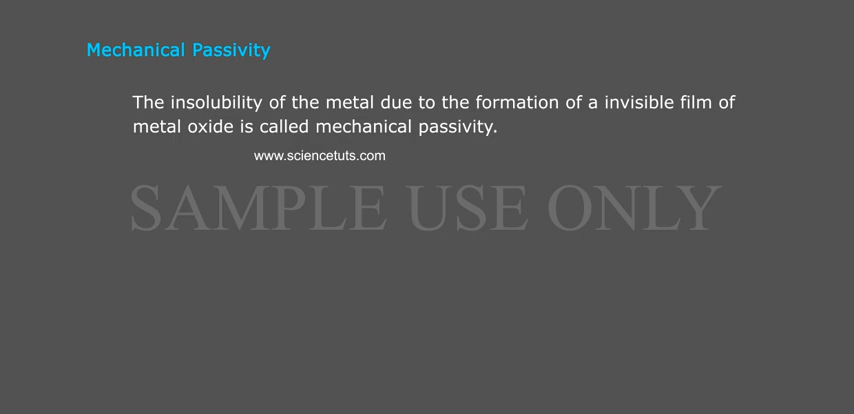 Mechanical Passivity
The insolubility of the metal due to the formation of a invisible film of
metal oxide is called mechanical passivity.
www.sciencetuts.com
SAMPLE USE ONLY